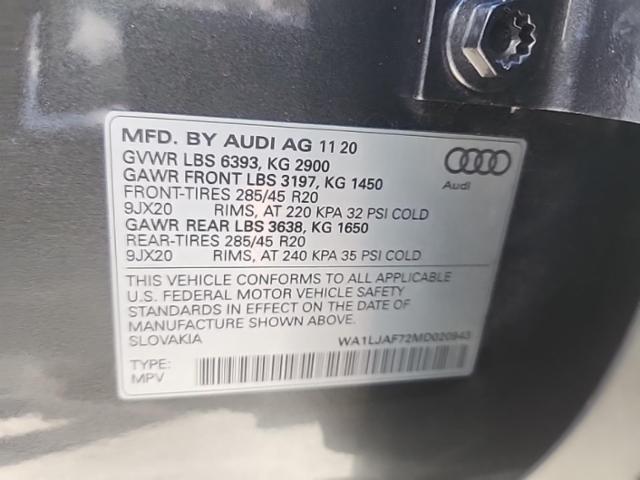 MFD. BY AUDI AG 11 20
GVWR LBS 6393, KG 2900
GAWR FRONT LBS 3197, KG 1450
FRONT-TIRES 285/45 R20
9JX20 RIMS, AT 220 KPA 32 PSI COLD
GAWR REAR LBS 3638, KG 1650
REAR-TIRES 285/45 R20
9JX20 RIMS, AT 240 KPA 35 PSI COLD
Audi
THIS VEHICLE CONFORMS TO ALL APPLICABLE
U.S. FEDERAL MOTOR VEHICLE SAFETY
STANDARDS IN EFFECT ON THE DATE OF
MANUFACTURE SHOWN ABOVE.
SLOVAKIA
WA1LJAF72MD020943
TYPE:
MPV